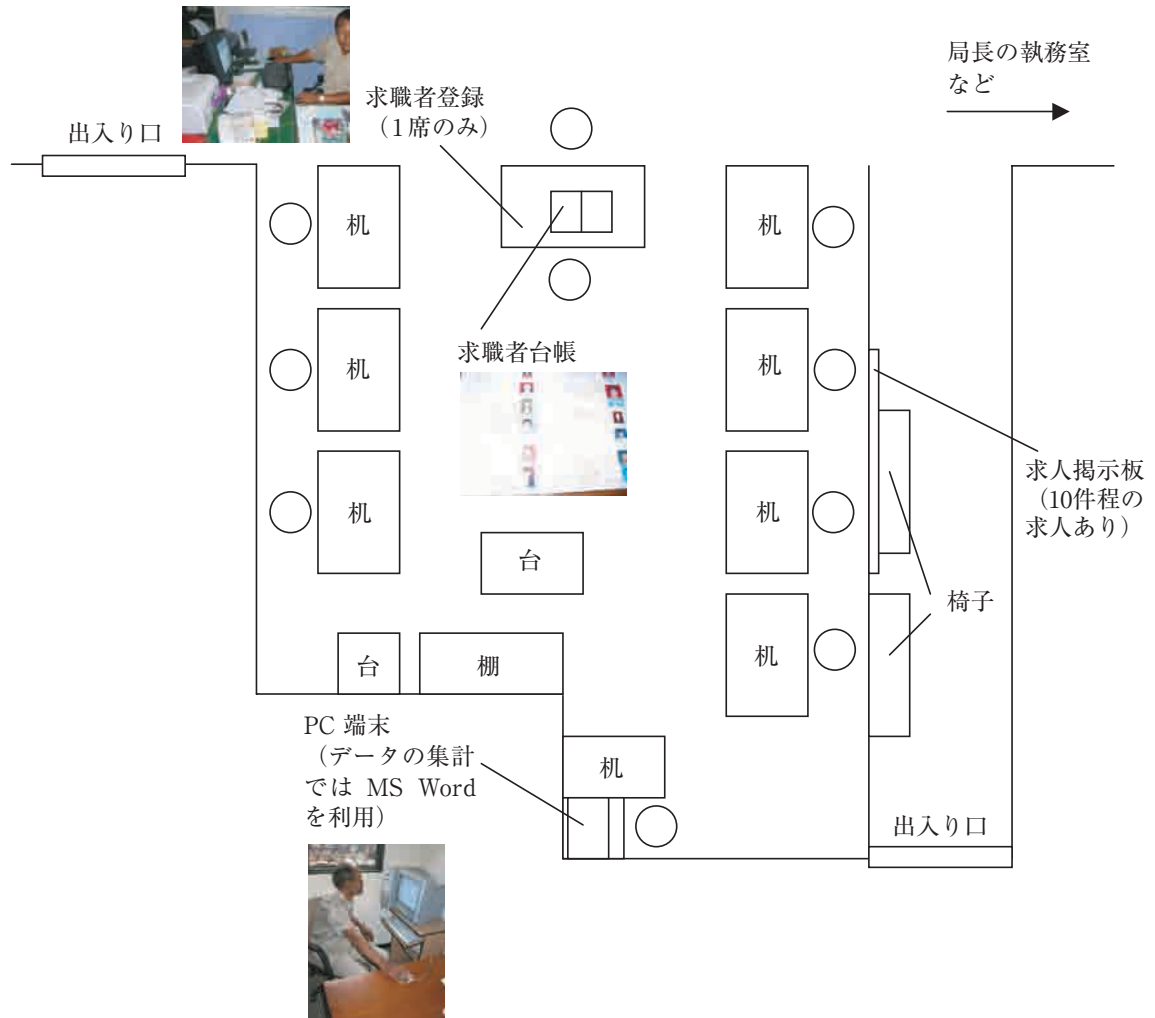 局長の執務室
など
求職者登録
（1席のみ）
出入り口
机
机
机
机
求職者台帳
机
机
求人掲示板
（10件程の
求人あり）
台
椅子
台
棚
机
PC 端末
（データの集計
では MS Word
を利用）
机
出入り口